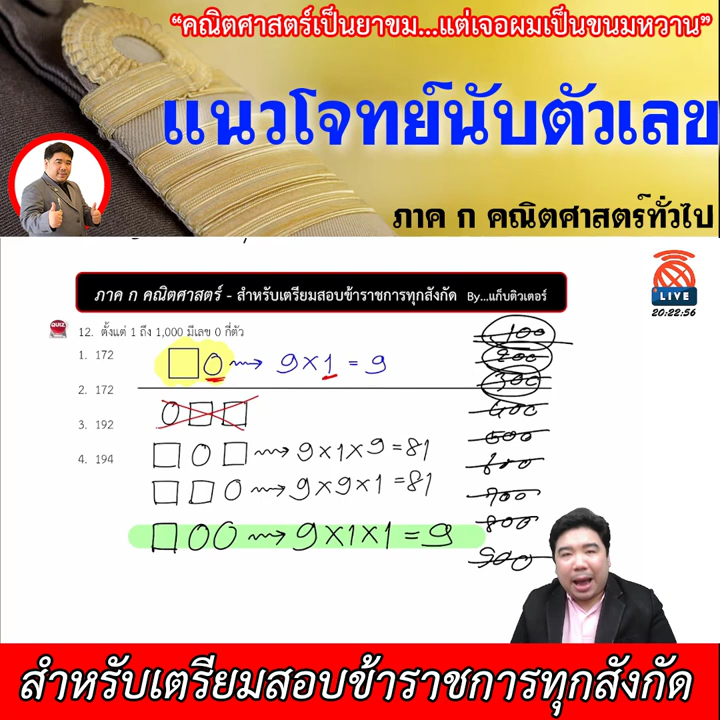 “คณิตศาสตร์เป็นยาขม...แต่เจอผมเป็นขนมหวาน”
แนวโจทย์นับตัวเลข
ภาค ก คณิตศาสตร์ทั่วไป
ภาค ก คณิตศาสตร์ - สำหรับเตรียมสอบข้าราชการทุกสังกัด By...แก็บติวเตอร์
LIVE
20:22:56
QUIZ
12. ตั้งแต่ 1 ถึง 1,000 มีเลข 0 กี่ตัว
1. 172
2. 172
3. 192
4. 194
□ 0 → 9 × 1 = 9
0 □ □
□ 0 □ → 9 × 1 × 9 = 81
□ □ 0 → 9 × 9 × 1 = 81
□ 0 0 → 9 × 1 × 1 = 9
100
200
300
400
500
600
700
800
900
สำหรับเตรียมสอบข้าราชการทุกสังกัด